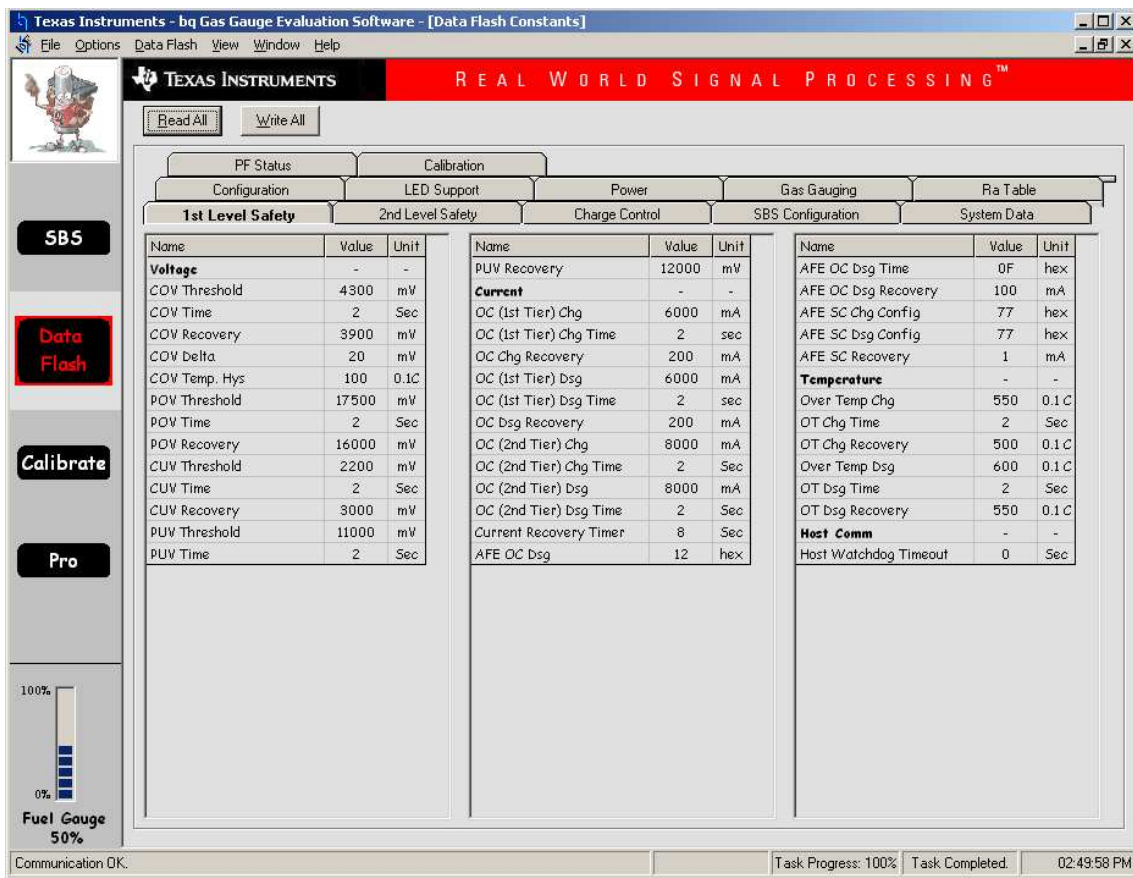 Texas Instruments - bq Gas Gauge Evaluation Software - [Data Flash Constants]
File Options Data Flash View Window Help
TEXAS INSTRUMENTS REAL WORLD SIGNAL PROCESSING™
Read All Write All
PF Status Calibration
Configuration LED Support Power Gas Gauging Ra Table
1st Level Safety 2nd Level Safety Charge Control SBS Configuration System Data
SBS
Data
Flash
Calibrate
Pro
100%
0%
Fuel Gauge
50%
Name Value Unit
Voltage - -
COV Threshold 4300 mV
COV Time 2 Sec
COV Recovery 3900 mV
COV Delta 20 mV
COV Temp. Hys 100 0.1C
POV Threshold 17500 mV
POV Time 2 Sec
POV Recovery 16000 mV
CUV Threshold 2200 mV
CUV Time 2 Sec
CUV Recovery 3000 mV
PUV Threshold 11000 mV
PUV Time 2 Sec
Name Value Unit
PUV Recovery 12000 mV
Current - -
OC (1st Tier) Chg 6000 mA
OC (1st Tier) Chg Time 2 sec
OC Chg Recovery 200 mA
OC (1st Tier) Dsg 6000 mA
OC (1st Tier) Dsg Time 2 sec
OC Dsg Recovery 200 mA
OC (2nd Tier) Chg 8000 mA
OC (2nd Tier) Chg Time 2 Sec
OC (2nd Tier) Dsg 8000 mA
OC (2nd Tier) Dsg Time 2 Sec
Current Recovery Timer 8 Sec
AFE OC Dsg 12 hex
Name Value Unit
AFE OC Dsg Time 0F hex
AFE OC Dsg Recovery 100 mA
AFE SC Chg Config 77 hex
AFE SC Dsg Config 77 hex
AFE SC Recovery 1 mA
Temperature - -
Over Temp Chg 550 0.1 C
OT Chg Time 2 Sec
OT Chg Recovery 500 0.1 C
Over Temp Dsg 600 0.1 C
OT Dsg Time 2 Sec
OT Dsg Recovery 550 0.1 C
Host Comm - -
Host Watchdog Timeout 0 Sec
Communication OK. Task Progress: 100% Task Completed. 02:49:58 PM